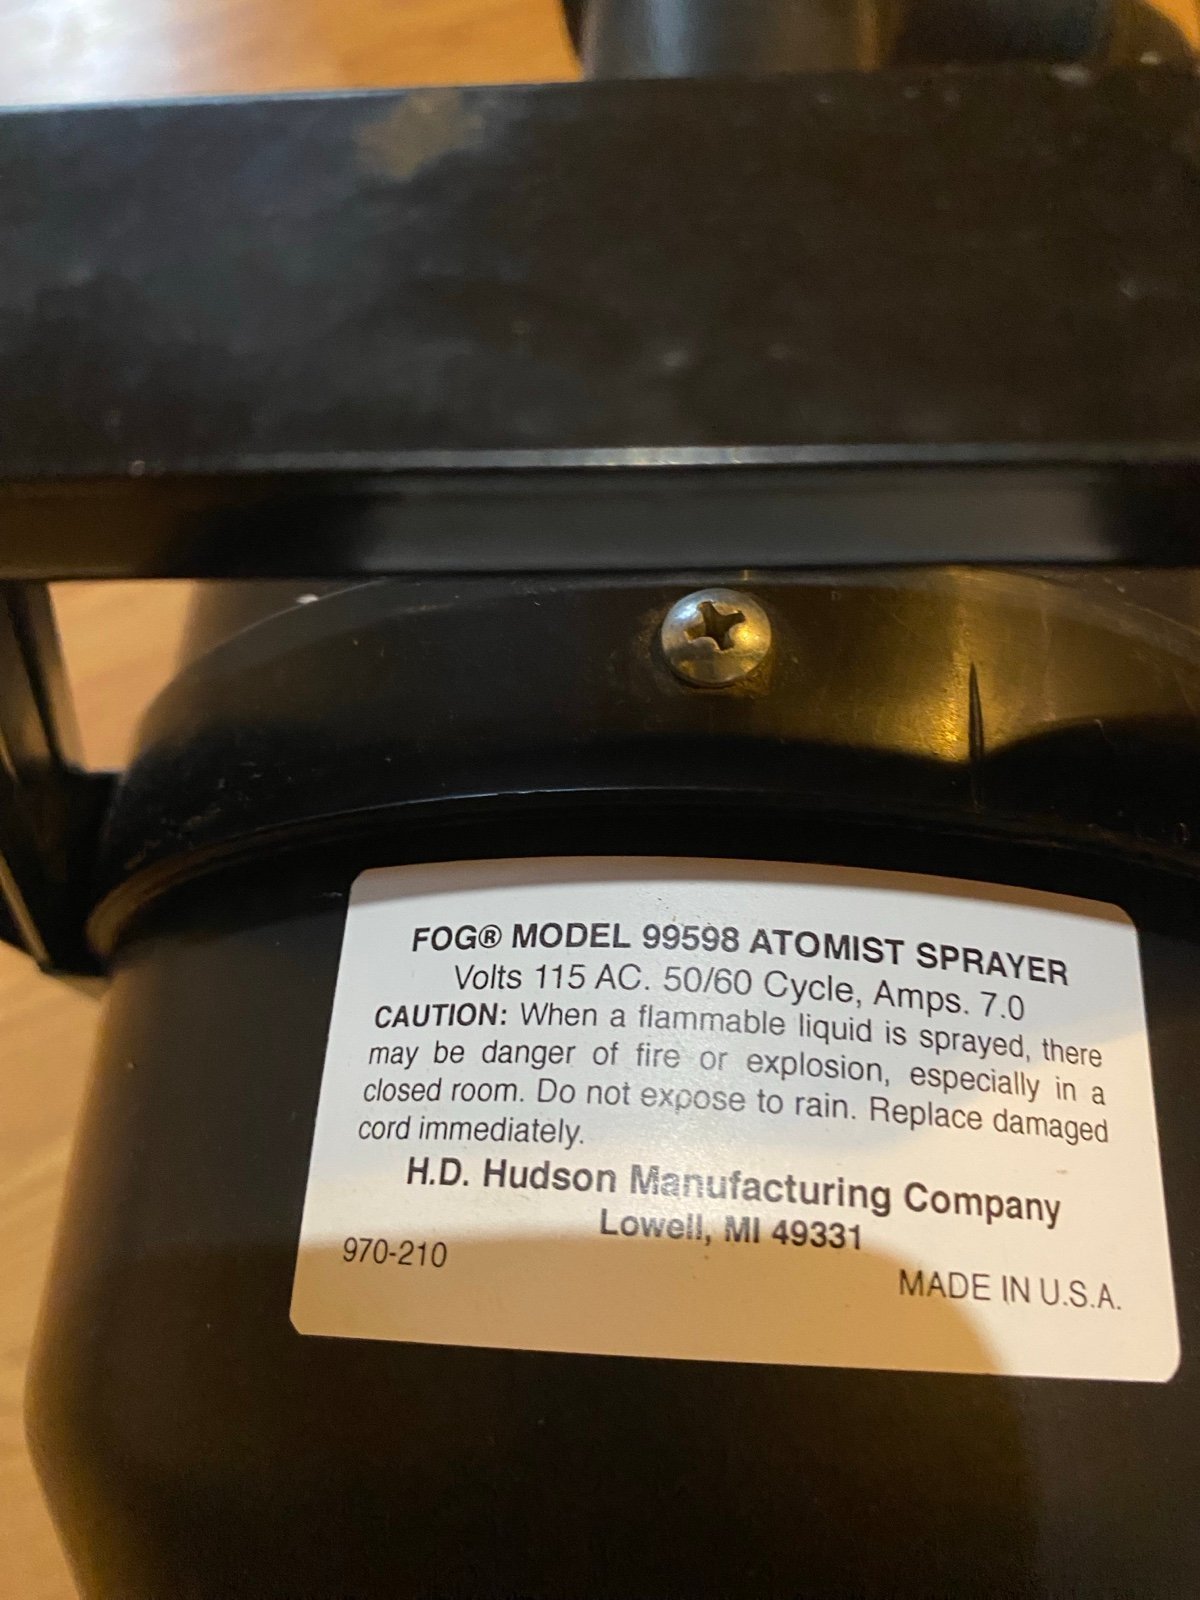 FOG® MODEL 99598 ATOMIST SPRAYER
Volts 115 AC. 50/60 Cycle, Amps. 7.0
CAUTION: When a flammable liquid is sprayed, there
may be danger of fire or explosion, especially in a
closed room. Do not expose to rain. Replace damaged
cord immediately.
H.D. Hudson Manufacturing Company
Lowell, MI 49331
970-210
MADE IN U.S.A.